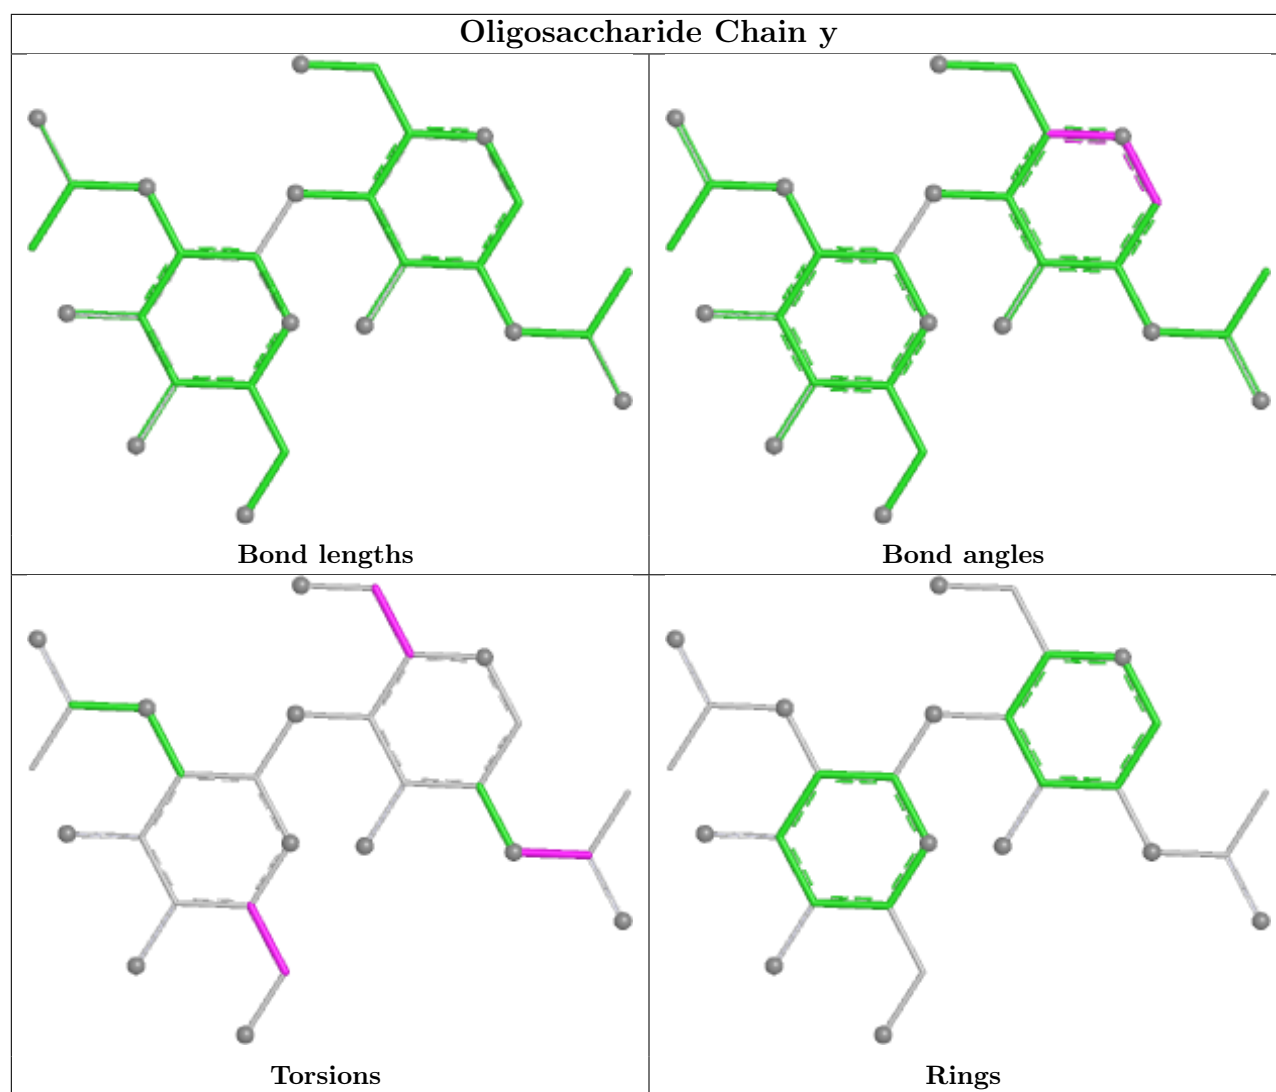 Oligosaccharide Chain y
Bond lengths
Bond angles
Torsions
Rings